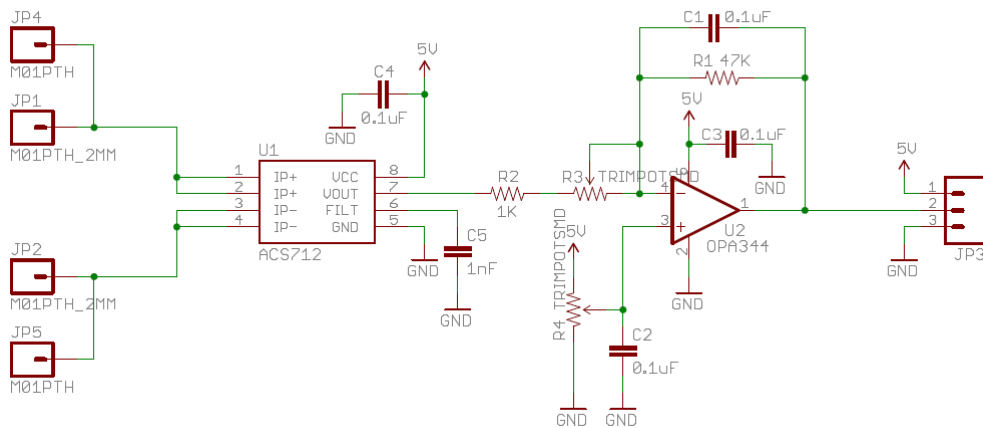 JP4
M01PTH
JP1
M01PTH_2MM
JP2
M01PTH_2MM
JP5
M01PTH
U1
1 IP+ VCC 8
2 IP+ VOUT 7
3 IP- FILT 6
4 IP- GND 5
ACS712
5V
C4
0.1uF
GND
GND
C5
1nF
GND
R2
1K
R3 TRIMPOTSMD
C1 0.1uF
R1 47K
5V
C3 0.1uF
GND
4
3
1
2
U2
OPA344
GND
5V
R4 TRIMPOTSMD
GND
C2
0.1uF
GND
5V
1
2
3
GND
JP3